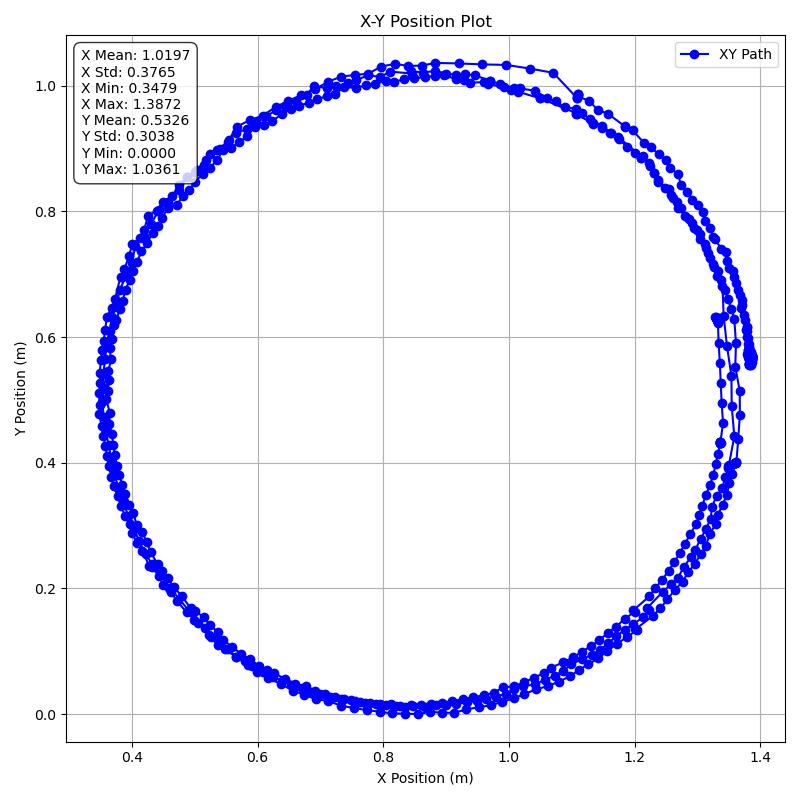 X-Y Position Plot
X Mean: 1.0197
X Std: 0.3765
X Min: 0.3479
X Max: 1.3872
Y Mean: 0.5326
Y Std: 0.3038
Y Min: 0.0000
Y Max: 1.0361
XY Path
Y Position (m)
1.0
0.8
0.6
0.4
0.2
0.0
0.4 0.6 0.8 1.0 1.2 1.4
X Position (m)